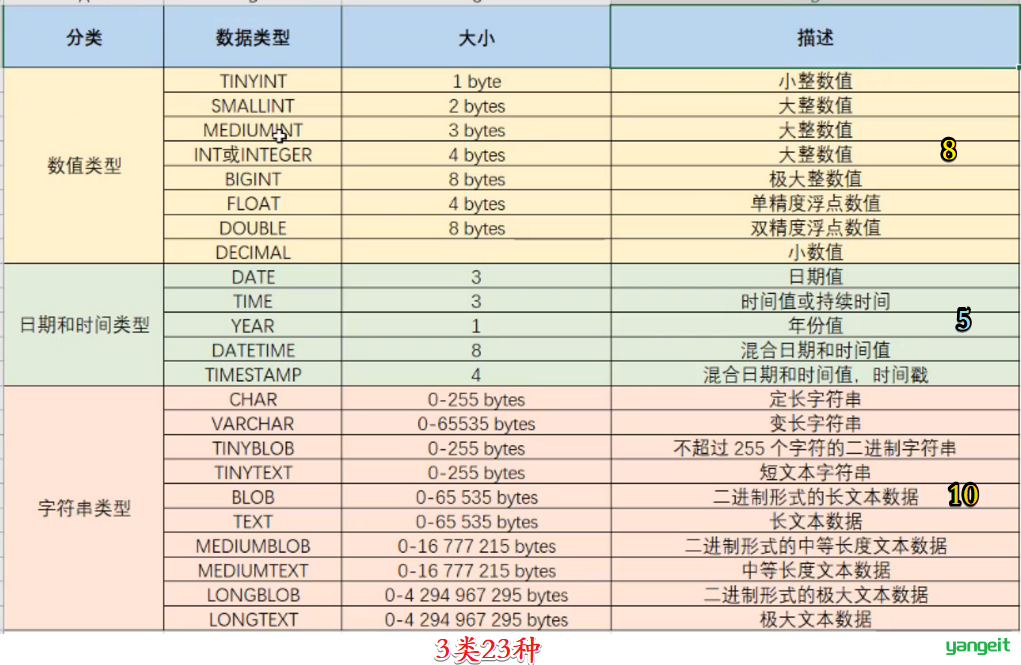 分类 数据类型 大小 描述
TINYINT 1 byte 小整数值
SMALLINT 2 bytes 大整数值
MEDIUMINT 3 bytes 大整数值
数值类型 INT或INTEGER 4 bytes 大整数值 8
BIGINT 8 bytes 极大整数值
FLOAT 4 bytes 单精度浮点数值
DOUBLE 8 bytes 双精度浮点数值
DECIMAL 小数值
DATE 3 日期值
TIME 3 时间值或持续时间
日期和时间类型 YEAR 1 年份值 5
DATETIME 8 混合日期和时间值
TIMESTAMP 4 混合日期和时间值，时间戳
CHAR 0-255 bytes 定长字符串
VARCHAR 0-65535 bytes 变长字符串
TINYBLOB 0-255 bytes 不超过 255 个字符的二进制字符串
TINYTEXT 0-255 bytes 短文本字符串
字符串类型 BLOB 0-65 535 bytes 二进制形式的长文本数据 10
TEXT 0-65 535 bytes 长文本数据
MEDIUMBLOB 0-16 777 215 bytes 二进制形式的中等长度文本数据
MEDIUMTEXT 0-16 777 215 bytes 中等长度文本数据
LONGBLOB 0-4 294 967 295 bytes 二进制形式的极大文本数据
LONGTEXT 0-4 294 967 295 bytes 极大文本数据
3类23种
yangeit